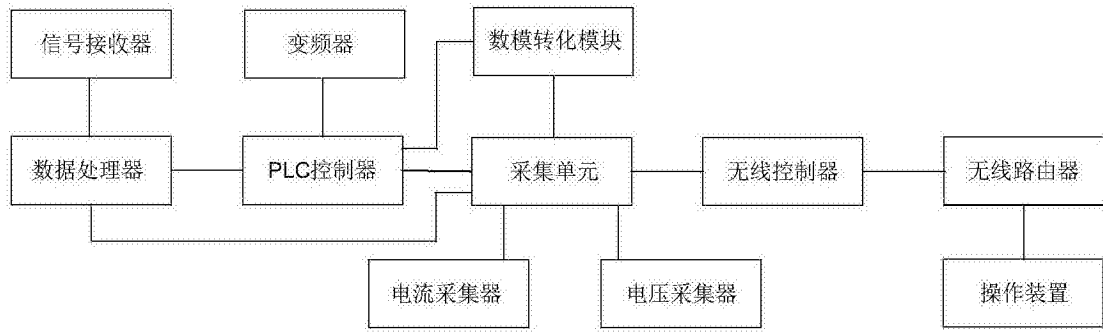 信号接收器
变频器
数模转化模块
数据处理器
PLC控制器
采集单元
无线控制器
无线路由器
电流采集器
电压采集器
操作装置